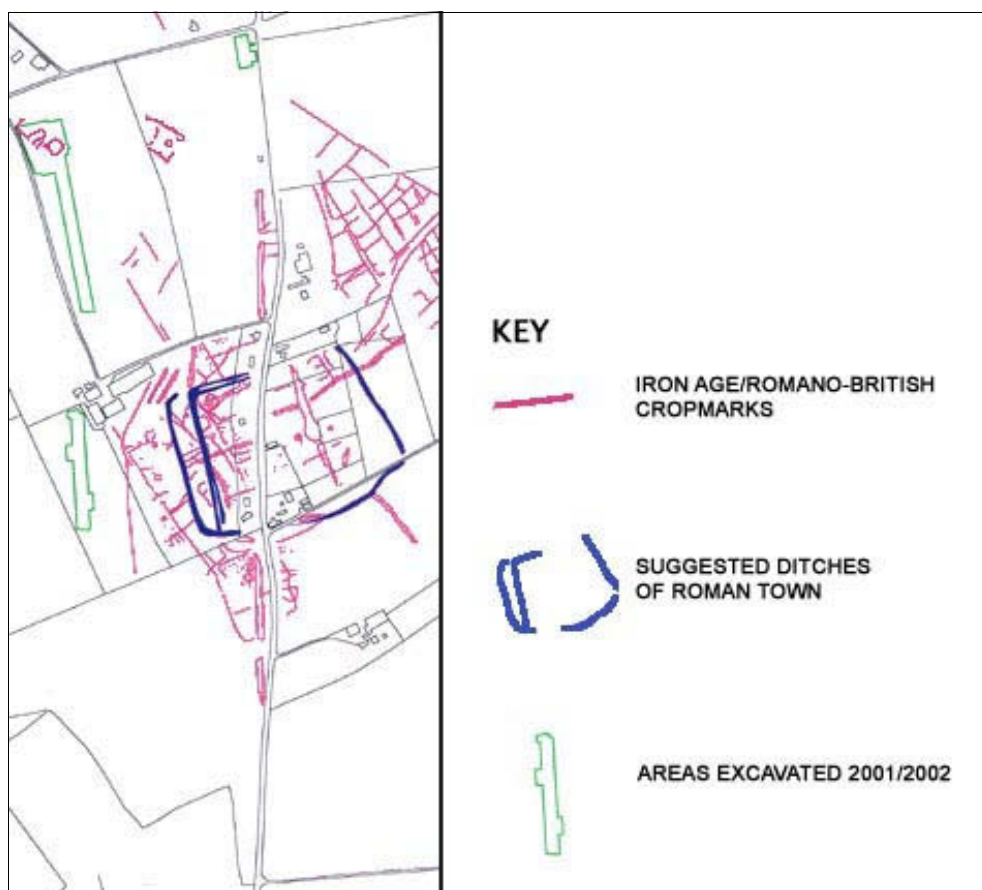 KEY
IRON AGE/ROMANO-BRITISH
CROPMARKS
SUGGESTED DITCHES
OF ROMAN TOWN
AREAS EXCAVATED 2001/2002